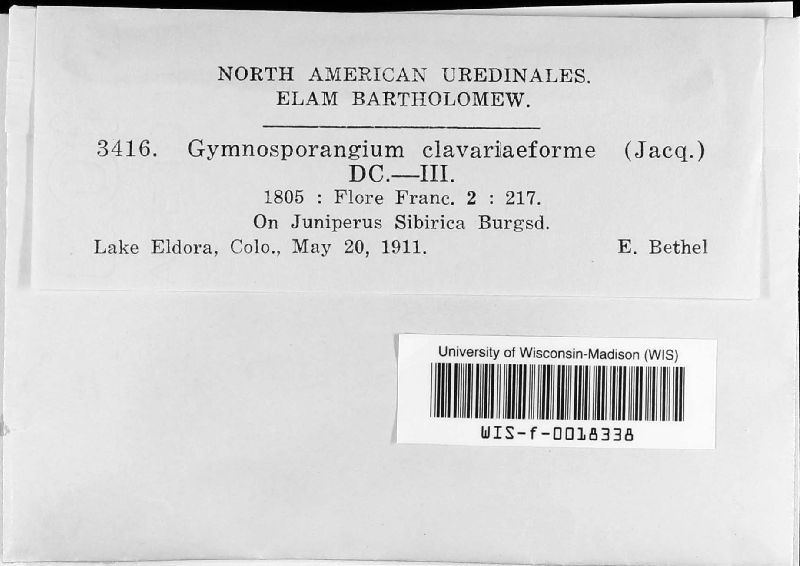 NORTH AMERICAN UREDINALES.
ELAM BARTHOLOMEW.
3416. Gymnosporangium clavariaeforme (Jacq.)
DC.—III.
1805 : Flore Franc. 2 : 217.
On Juniperus Sibirica Burgsd.
Lake Eldora, Colo., May 20, 1911. E. Bethel
University of Wisconsin-Madison (WIS)
WIS-f-0018338